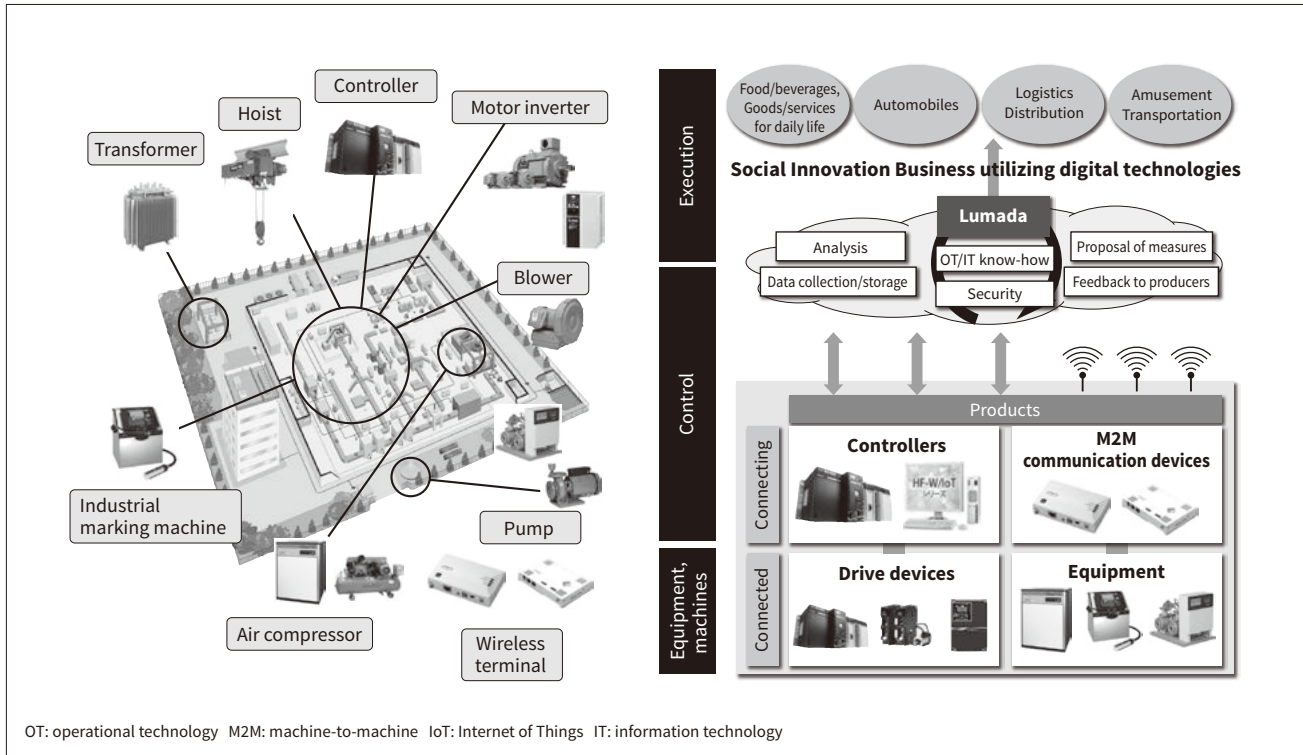 Controller
Hoist
Motor inverter
Transformer
Blower
Industrial
marking machine
Pump
Air compressor
Wireless
terminal
Execution
Food/beverages,
Goods/services
for daily life
Automobiles
Logistics
Distribution
Amusement
Transportation
Social Innovation Business utilizing digital technologies
Lumada
Analysis
OT/IT know-how
Proposal of measures
Data collection/storage
Security
Feedback to producers
Control
Products
Connecting
Controllers
HF-W/IoT
シリーズ
M2M
communication devices
Equipment,
machines
Connected
Drive devices
Equipment
OT: operational technology M2M: machine-to-machine IoT: Internet of Things IT: information technology